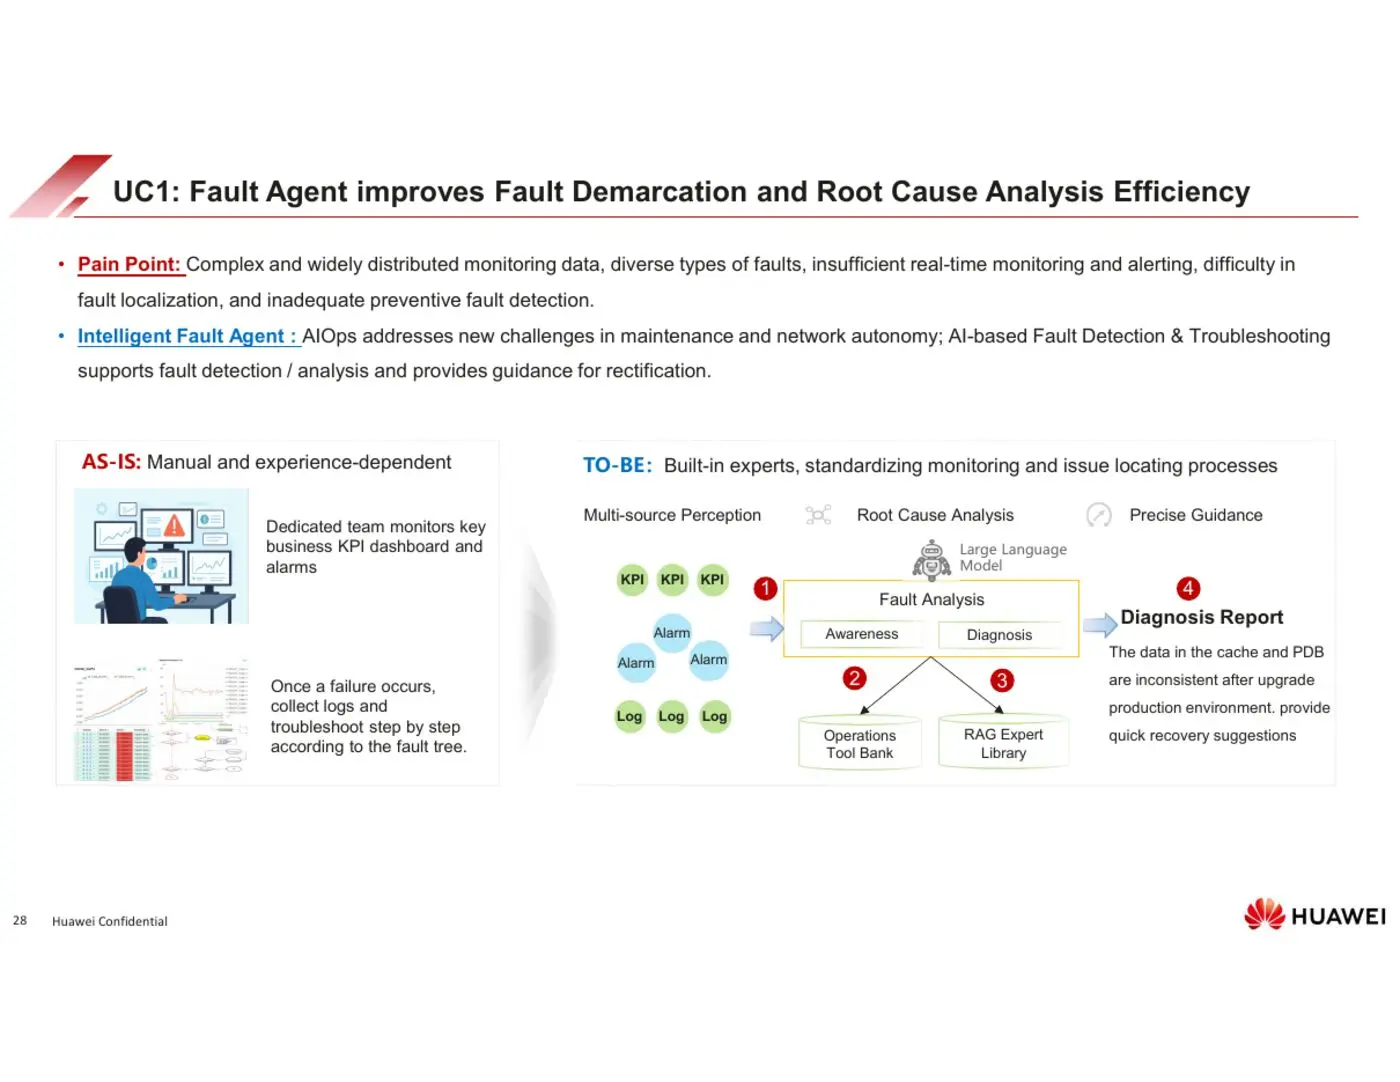 UC1: Fault Agent improves Fault Demarcation and Root Cause Analysis Efficiency
• Pain Point: Complex and widely distributed monitoring data, diverse types of faults, insufficient real-time monitoring and alerting, difficulty in
fault localization, and inadequate preventive fault detection.
• Intelligent Fault Agent : AIOps addresses new challenges in maintenance and network autonomy; AI-based Fault Detection & Troubleshooting
supports fault detection / analysis and provides guidance for rectification.
AS-IS: Manual and experience-dependent
Dedicated team monitors key
business KPI dashboard and
alarms
Once a failure occurs,
collect logs and
troubleshoot step by step
according to the fault tree.
TO-BE: Built-in experts, standardizing monitoring and issue locating processes
Multi-source Perception
Root Cause Analysis
Precise Guidance
KPI KPI KPI
Alarm
Alarm Alarm
Log Log Log
1
Large Language
Model
Fault Analysis
Awareness
Diagnosis
2
3
Operations
Tool Bank
RAG Expert
Library
4
Diagnosis Report
The data in the cache and PDB
are inconsistent after upgrade
production environment. provide
quick recovery suggestions
28 Huawei Confidential
HUAWEI